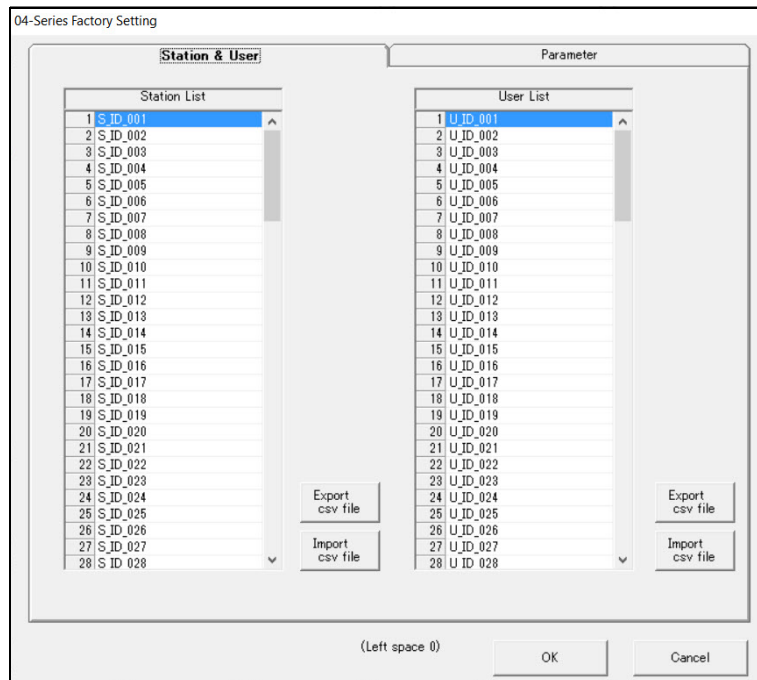 04-Series Factory Setting
Station & User
Parameter
Station List
1 S_ID_001
2 S_ID_002
3 S_ID_003
4 S_ID_004
5 S_ID_005
6 S_ID_006
7 S_ID_007
8 S_ID_008
9 S_ID_009
10 S_ID_010
11 S_ID_011
12 S_ID_012
13 S_ID_013
14 S_ID_014
15 S_ID_015
16 S_ID_016
17 S_ID_017
18 S_ID_018
19 S_ID_019
20 S_ID_020
21 S_ID_021
22 S_ID_022
23 S_ID_023
24 S_ID_024
25 S_ID_025
26 S_ID_026
27 S_ID_027
28 S_ID_028
Export
csv file
Import
csv file
User List
1 U_ID_001
2 U_ID_002
3 U_ID_003
4 U_ID_004
5 U_ID_005
6 U_ID_006
7 U_ID_007
8 U_ID_008
9 U_ID_009
10 U_ID_010
11 U_ID_011
12 U_ID_012
13 U_ID_013
14 U_ID_014
15 U_ID_015
16 U_ID_016
17 U_ID_017
18 U_ID_018
19 U_ID_019
20 U_ID_020
21 U_ID_021
22 U_ID_022
23 U_ID_023
24 U_ID_024
25 U_ID_025
26 U_ID_026
27 U_ID_027
28 U_ID_028
Export
csv file
Import
csv file
(Left space 0)
OK
Cancel